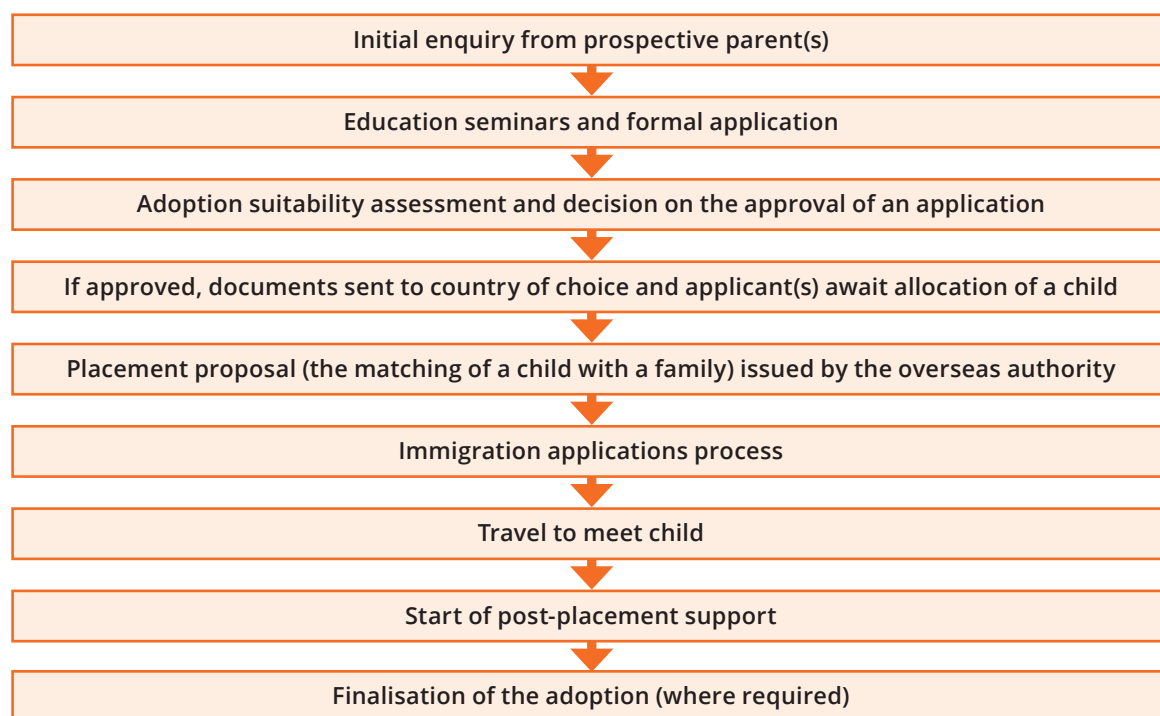 Initial enquiry from prospective parent(s)
Education seminars and formal application
Adoption suitability assessment and decision on the approval of an application
If approved, documents sent to country of choice and applicant(s) await allocation of a child
Placement proposal (the matching of a child with a family) issued by the overseas authority
Immigration applications process
Travel to meet child
Start of post-placement support
Finalisation of the adoption (where required)